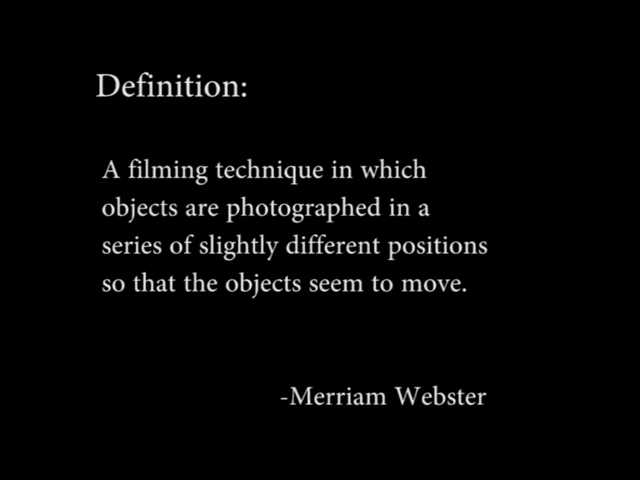 Definition:
A filming technique in which
objects are photographed in a
series of slightly different positions
so that the objects seem to move.
-Merriam Webster